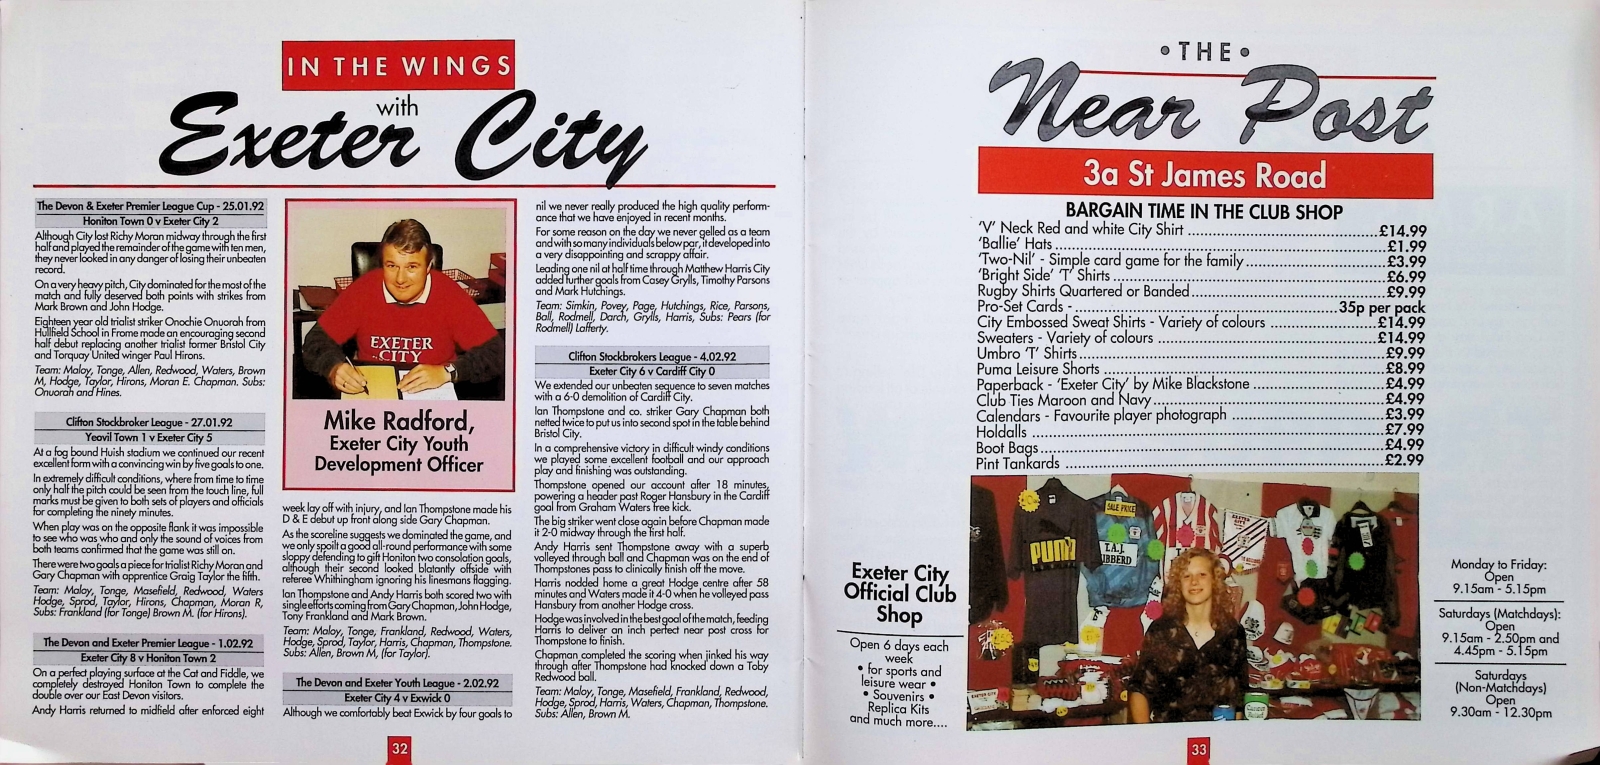 IN THE WINGS
with
Exeter City
The Devon & Exeter Premier League Cup - 25.01.92
Honiton Town 0 v Exeter City 2
Although City lost Richy Moran midway through the first
half and played the remainder of the game with ten men,
they never looked in any danger of losing their unbeaten
record.
On a very heavy pitch, City dominated for the most of the
match and fully deserved both points with strikes from
Mark Brown and John Hodge.
Eighteen year old trialist striker Onochie Onuorah from
Hullfield School in Frome made an encouraging second
half debut replacing another trialist former Bristol City
and Torquay United winger Paul Hirons.
Team: Maloy, Tonge, Allen, Redwood, Waters, Brown
M, Hodge, Taylor, Hirons, Moran E. Chapman. Subs:
Onuorah and Hines.
Clifton Stockbroker League - 27.01.92
Yeovil Town 1 v Exeter City 5
At a fog bound Huish stadium we continued our recent
excellent form with a convincing win by five goals to one.
In extremely difficult conditions, where from time to time
only half the pitch could be seen from the touch line, full
marks must be given to both sets of players and officials
for completing the ninety minutes.
When play was on the opposite flank it was impossible
to see who was who and only the sound of voices from
both teams confirmed that the game was still on.
There were two goals a piece for trialist Richy Moran and
Gary Chapman with apprentice Graig Taylor the fifth.
Team: Maloy, Tonge, Masefield, Redwood, Waters
Hodge, Sprod, Taylor, Hirons, Chapman, Moran R,
Subs: Frankland (for Tonge) Brown M. (for Hirons).
The Devon and Exeter Premier League - 1.02.92
Exeter City 8 v Honiton Town 2
On a perfect playing surface at the Cat and Fiddle, we
completely destroyed Honiton Town to complete the
double over our East Devon visitors.
Andy Harris returned to midfield after enforced eight
EXETER
CITY
Mike Radford,
Exeter City Youth
Development Officer
week lay off with injury, and Ian Thompstone made his
D & E debut up front along side Gary Chapman.
As the scoreline suggests we dominated the game, and
we only spoilt a good all-round performance with some
sloppy defending to gift Honiton two consolation goals,
although their second looked blatantly offside with
referee Whithingham ignoring his linesmans flagging.
Ian Thompstone and Andy Harris both scored two with
single efforts coming from Gary Chapman, John Hodge,
Tony Frankland and Mark Brown.
Team: Maloy, Tonge, Frankland, Redwood, Waters,
Hodge, Sprod, Taylor, Harris, Chapman, Thompstone.
Subs: Allen, Brown M, (for Taylor).
The Devon and Exeter Youth League - 2.02.92
Exeter City 4 v Exwick 0
Although we comfortably beat Exwick by four goals to
nil we never really produced the high quality perform-
ance that we have enjoyed in recent months.
For some reason on the day we never gelled as a team
and with so many individuals below par, it developed into
a very disappointing and scrappy affair.
Leading one nil at half time through Matthew Harris City
added further goals from Casey Grylls, Timothy Parsons
and Mark Hutchings.
Team: Simkin, Povey, Page, Hutchings, Rice, Parsons,
Ball, Rodmell, Darch, Grylls, Harris, Subs: Pears (for
Rodmell) Lafferty.
Clifton Stockbrokers League - 4.02.92
Exeter City 6 v Cardiff City 0
We extended our unbeaten sequence to seven matches
with a 6-0 demolition of Cardiff City.
Ian Thompstone and co. striker Gary Chapman both
netted twice to put us into second spot in the table behind
Bristol City.
In a comprehensive victory in difficult windy conditions
we played some excellent football and our approach
play and finishing was outstanding.
Thompstone opened our account after 18 minutes,
powering a header past Roger Hansbury in the Cardiff
goal from Graham Waters free kick.
The big striker went close again before Chapman made
it 2-0 midway through the first half.
Andy Harris sent Thompstone away with a superb
volleyed through ball and Chapman was on the end of
Thompstones pass to clinically finish off the move.
Harris nodded home a great Hodge centre after 58
minutes and Waters made it 4-0 when he volleyed pass
Hansbury from another Hodge cross.
Hodge was involved in the best goal of the match, feeding
Harris to deliver an inch perfect near post cross for
Thompstone to finish.
Chapman completed the scoring when jinked his way
through after Thompstone had knocked down a Toby
Redwood ball.
Team: Maloy, Tonge, Masefield, Frankland, Redwood,
Hodge, Sprod, Harris, Waters, Chapman, Thompstone.
Subs: Allen, Brown M.
32
• THE •
Near Post
3a St James Road
BARGAIN TIME IN THE CLUB SHOP
'V' Neck Red and white City Shirt ........ £14.99
'Ballie' Hats ........ £1.99
'Two-Nil' - Simple card game for the family ........ £3.99
'Bright Side' 'T' Shirts ........ £6.99
Rugby Shirts Quartered or Banded ........ £9.99
Pro-Set Cards - ........ 35p per pack
City Embossed Sweat Shirts - Variety of colours ........ £14.99
Sweaters - Variety of colours ........ £14.99
Umbro 'T' Shirts ........ £9.99
Puma Leisure Shorts ........ £8.99
Paperback - 'Exeter City' by Mike Blackstone ........ £4.99
Club Ties Maroon and Navy ........ £4.99
Calendars - Favourite player photograph ........ £3.99
Holdalls ........ £7.99
Boot Bags ........ £4.99
Pint Tankards ........ £2.99
SALE PRICE
PUMA
T.A.J.
IBBERD
EXETER CITY
Exeter City
Official Club
Shop
Open 6 days each
week
• for sports and
leisure wear •
• Souvenirs •
Replica Kits
and much more....
Monday to Friday:
Open
9.15am - 5.15pm
Saturdays (Matchdays):
Open
9.15am - 2.50pm and
4.45pm - 5.15pm
Saturdays
(Non-Matchdays)
Open
9.30am - 12.30pm
33